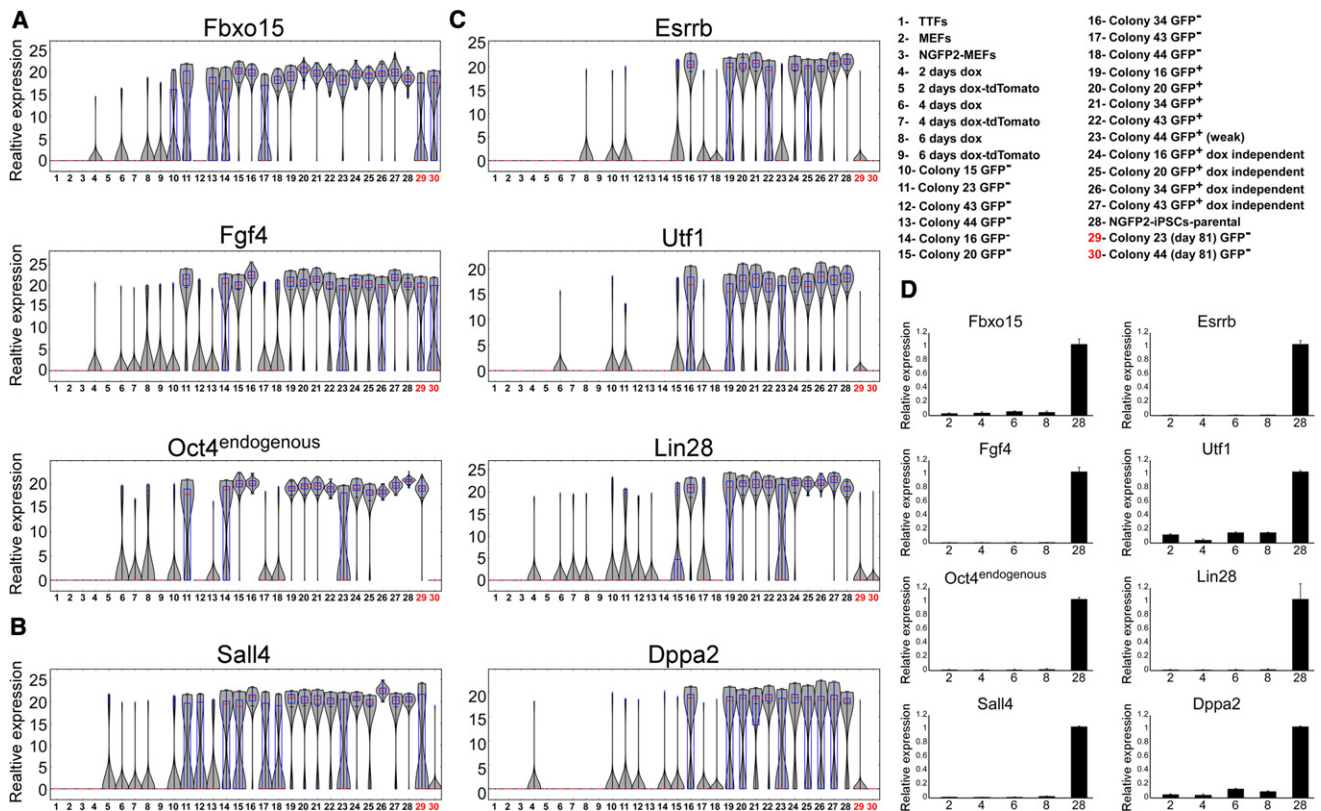 A
Fbxo15
Realtive expression
25
20
15
10
5
0
1 2 3 4 5 6 7 8 9 10 11 12 13 14 15 16 17 18 19 20 21 22 23 24 25 26 27 28 29 30
Fgf4
Realtive expression
25
20
15
10
5
0
1 2 3 4 5 6 7 8 9 10 11 12 13 14 15 16 17 18 19 20 21 22 23 24 25 26 27 28 29 30
Oct4endogenous
Realtive expression
20
15
10
5
0
1 2 3 4 5 6 7 8 9 10 11 12 13 14 15 16 17 18 19 20 21 22 23 24 25 26 27 28 29 30
B
Sall4
Realtive expression
25
20
15
10
5
0
1 2 3 4 5 6 7 8 9 10 11 12 13 14 15 16 17 18 19 20 21 22 23 24 25 26 27 28 29 30
C
Esrrb
25
20
15
10
5
0
1 2 3 4 5 6 7 8 9 10 11 12 13 14 15 16 17 18 19 20 21 22 23 24 25 26 27 28 29 30
Utf1
20
15
10
5
0
1 2 3 4 5 6 7 8 9 10 11 12 13 14 15 16 17 18 19 20 21 22 23 24 25 26 27 28 29 30
Lin28
25
20
15
10
5
0
1 2 3 4 5 6 7 8 9 10 11 12 13 14 15 16 17 18 19 20 21 22 23 24 25 26 27 28 29 30
Dppa2
20
15
10
5
0
1 2 3 4 5 6 7 8 9 10 11 12 13 14 15 16 17 18 19 20 21 22 23 24 25 26 27 28 29 30
1- TTFs
2- MEFs
3- NGFP2-MEFs
4- 2 days dox
5 2 days dox-tdTomato
6- 4 days dox
7- 4 days dox-tdTomato
8- 6 days dox
9- 6 days dox-tdTomato
10- Colony 15 GFP-
11- Colony 23 GFP-
12- Colony 43 GFP-
13- Colony 44 GFP-
14- Colony 16 GFP-
15- Colony 20 GFP-
16- Colony 34 GFP-
17- Colony 43 GFP-
18- Colony 44 GFP-
19- Colony 16 GFP+
20- Colony 20 GFP+
21- Colony 34 GFP+
22- Colony 43 GFP+
23- Colony 44 GFP+ (weak)
24- Colony 16 GFP+ dox independent
25- Colony 20 GFP+ dox independent
26- Colony 34 GFP+ dox independent
27- Colony 43 GFP+ dox independent
28- NGFP2-iPSCs-parental
29- Colony 23 (day 81) GFP-
30- Colony 44 (day 81) GFP-
D
Fbxo15
Relative expression
1.2
1
0.8
0.6
0.4
0.2
0
2 4 6 8 28
Esrrb
Relative expression
1.2
1
0.8
0.6
0.4
0.2
0
2 4 6 8 28
Fgf4
Relative expression
1.2
1
0.8
0.6
0.4
0.2
0
2 4 6 8 28
Utf1
Relative expression
1.2
1
0.8
0.6
0.4
0.2
0
2 4 6 8 28
Oct4endogenous
Relative expression
1.2
1
0.8
0.6
0.4
0.2
0
2 4 6 8 28
Lin28
Relative expression
1.2
1
0.8
0.6
0.4
0.2
0
2 4 6 8 28
Sall4
Relative expression
1.2
1
0.8
0.6
0.4
0.2
0
2 4 6 8 28
Dppa2
Relative expression
1.2
1
0.8
0.6
0.4
0.2
0
2 4 6 8 28